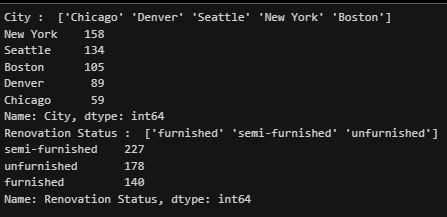 City :  ['Chicago' 'Denver' 'Seattle' 'New York' 'Boston']
New York    158
Seattle     134
Boston      105
Denver       89
Chicago      59
Name: City, dtype: int64
Renovation Status :  ['furnished' 'semi-furnished' 'unfurnished']
semi-furnished    227
unfurnished       178
furnished         140
Name: Renovation Status, dtype: int64